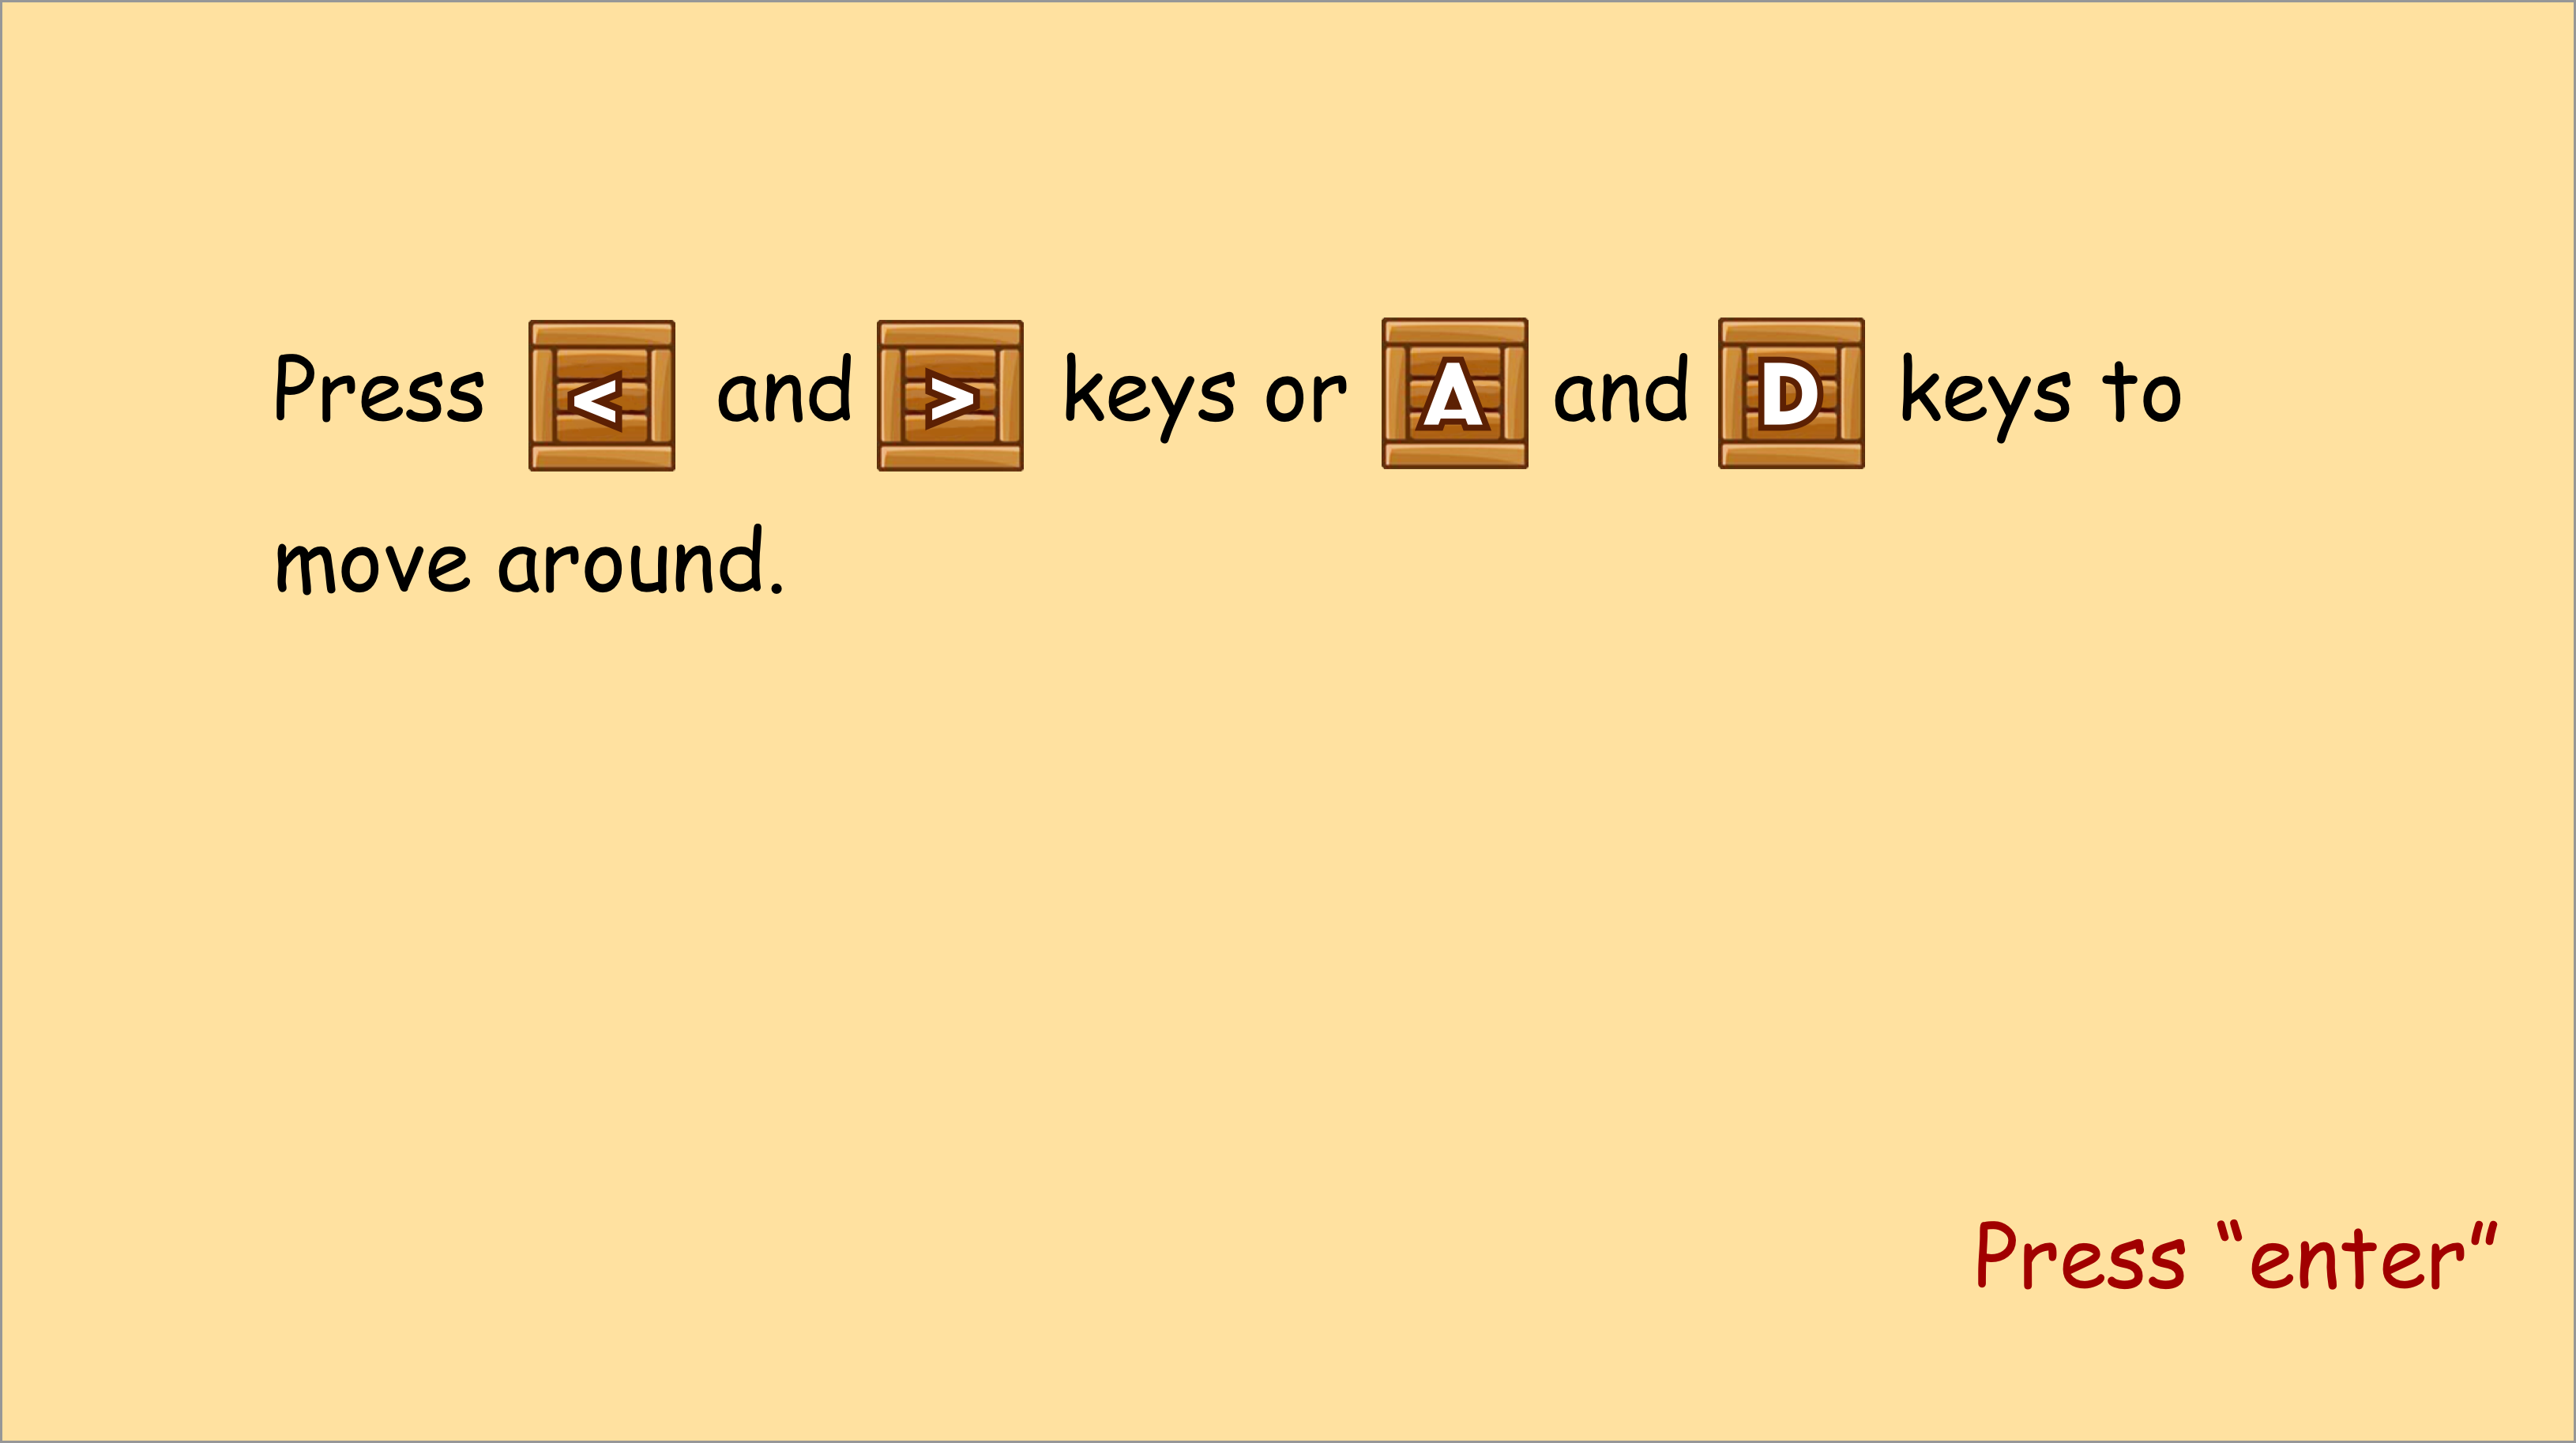 Press < and > keys or A and D keys to
move around.
Press “enter”